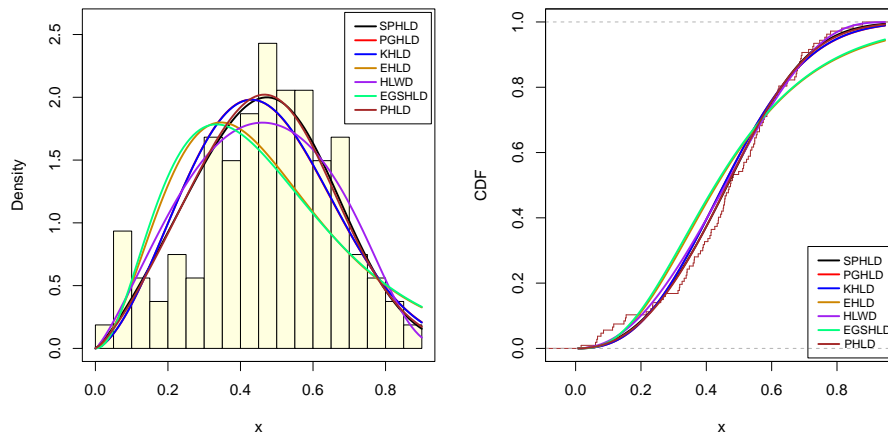 SPHLD
PGHLD
KHLD
EHLD
HLWD
EGSHLD
PHLD
Density
2.5
2.0
1.5
1.0
0.5
0.0
0.0 0.2 0.4 0.6 0.8
x
CDF
1.0
0.8
0.6
0.4
0.2
0.0
SPHLD
PGHLD
KHLD
EHLD
HLWD
EGSHLD
PHLD
0.0 0.2 0.4 0.6 0.8
x